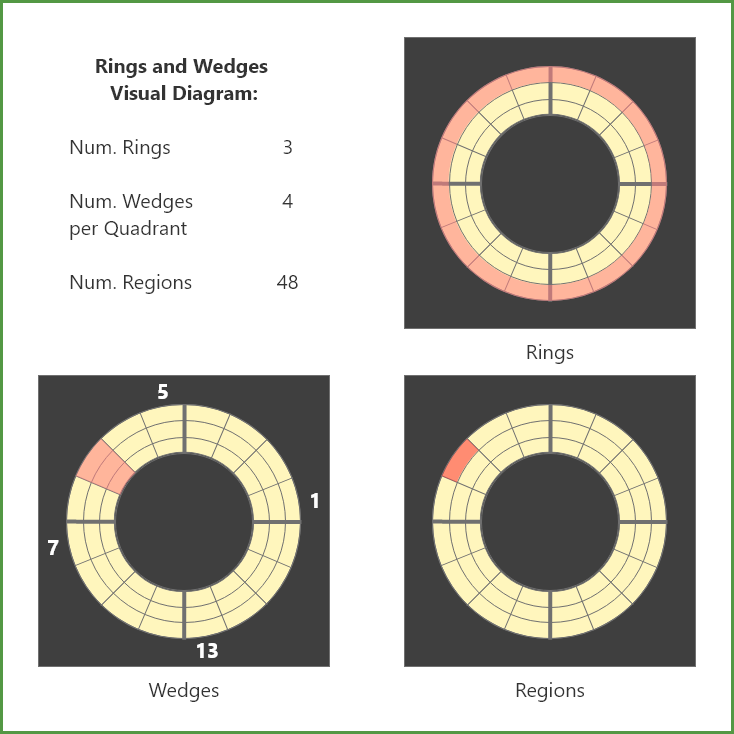 Rings and Wedges
Visual Diagram:
Num. Rings 3
Num. Wedges 4
per Quadrant
Num. Regions 48
Rings
5
1
7
13
Wedges
Regions